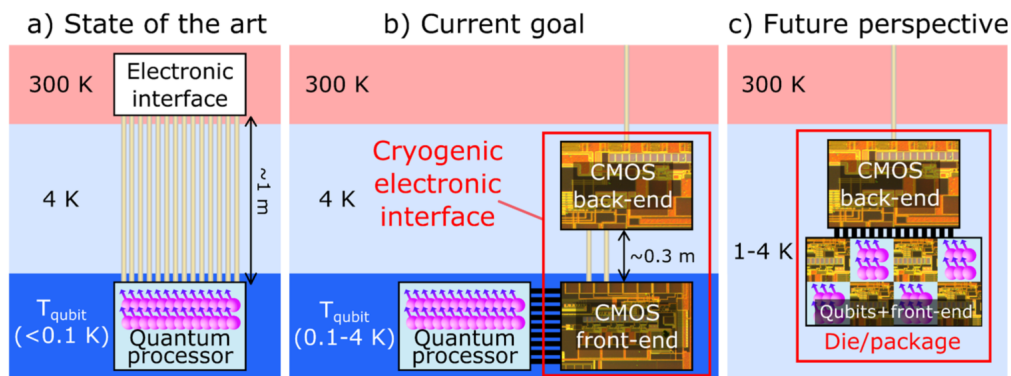 a) State of the art
300 K
Electronic
interface
4 K
~1 m
T_qubit
(<0.1 K)
Quantum
processor
b) Current goal
300 K
Cryogenic
electronic
interface
4 K
CMOS
back-end
~0.3 m
T_qubit
(0.1-4 K)
Quantum
processor
CMOS
front-end
c) Future perspective
300 K
CMOS
back-end
1-4 K
Qubits+front-end
Die/package